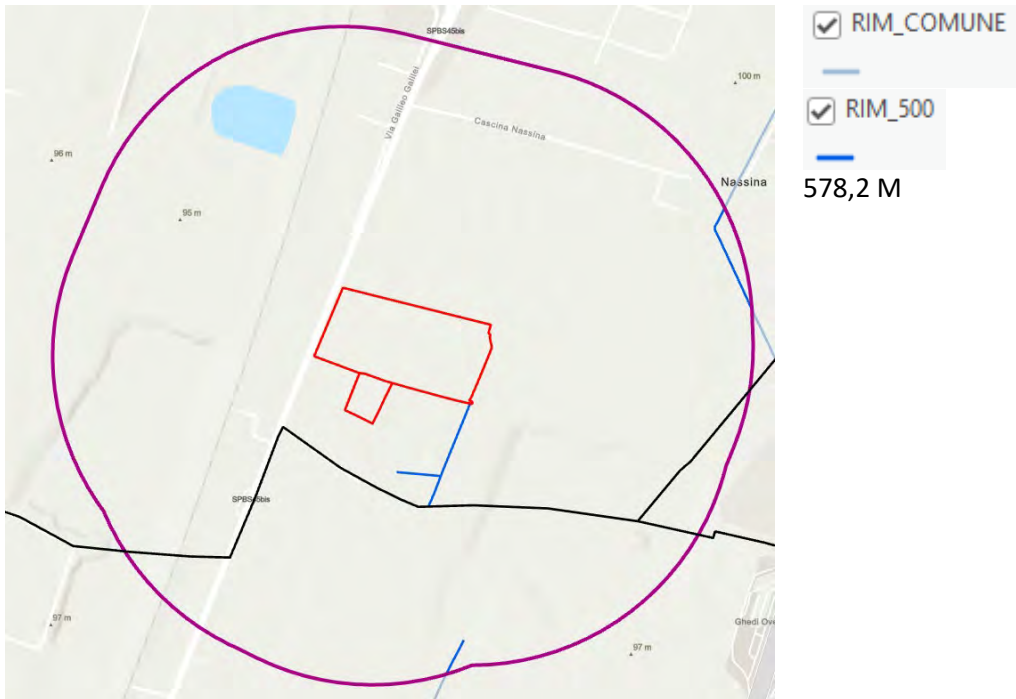 SPBS45bis
Via Galileo Galilei
100 m
Cascina Nassina
96 m
Nassina
95 m
SPBS45bis
97 m
97 m
Ghedi Ove
RIM_COMUNE
RIM_500
578,2 M